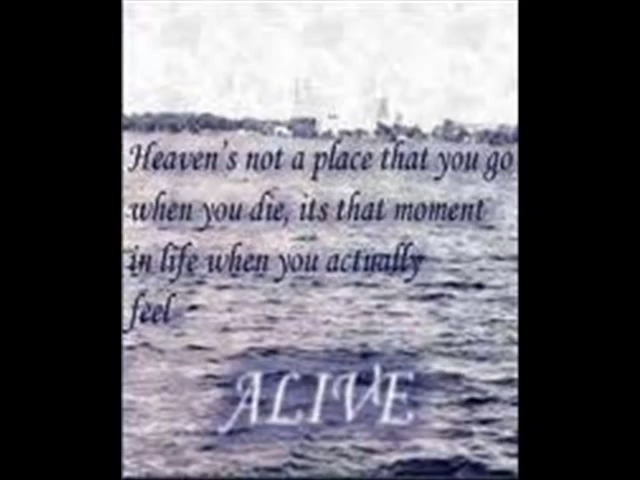 Heaven's not a place that you go
when you die, its that moment
in life when you actually
feel
ALIVE